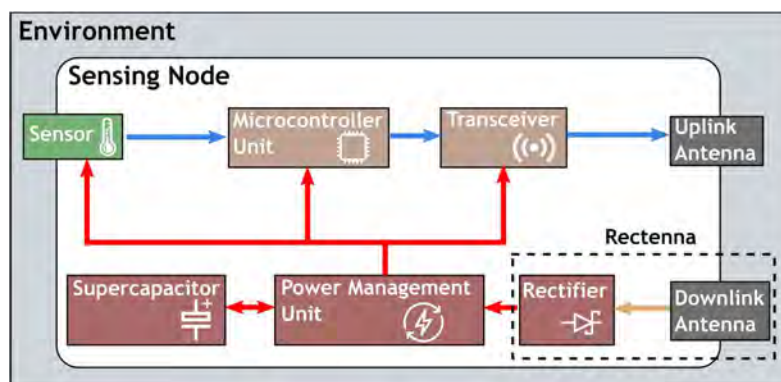 Environment
Sensing Node
Sensor
Microcontroller
Unit
Transceiver
Uplink
Antenna
Rectenna
Supercapacitor
Power Management
Unit
Rectifier
Downlink
Antenna